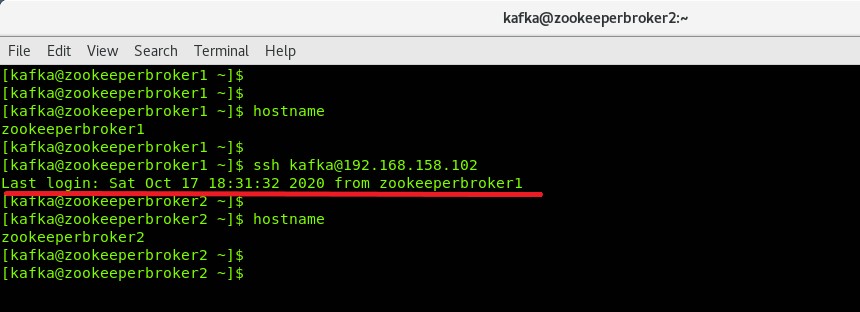 kafka@zookeeperbroker2:~
File Edit View Search Terminal Help
[kafka@zookeeperbroker1 ~]$
[kafka@zookeeperbroker1 ~]$
[kafka@zookeeperbroker1 ~]$ hostname
zookeeperbroker1
[kafka@zookeeperbroker1 ~]$
[kafka@zookeeperbroker1 ~]$ ssh kafka@192.168.158.102
Last login: Sat Oct 17 18:31:32 2020 from zookeeperbroker1
[kafka@zookeeperbroker2 ~]$
[kafka@zookeeperbroker2 ~]$ hostname
zookeeperbroker2
[kafka@zookeeperbroker2 ~]$
[kafka@zookeeperbroker2 ~]$